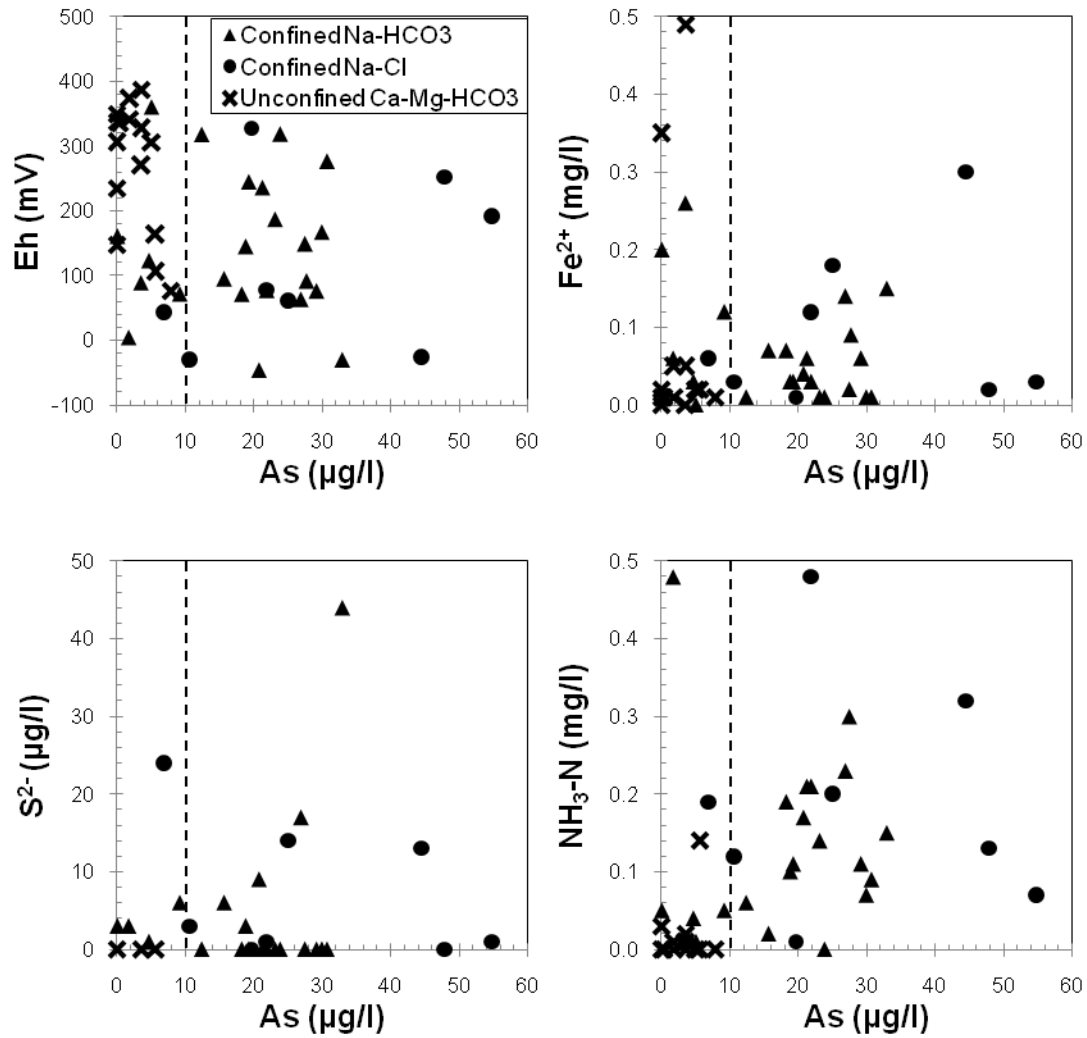 500
400
300
200
100
0
-100
Eh (mV)
0 10 20 30 40 50 60
As (µg/l)
ConfinedNa-HCO3
ConfinedNa-Cl
Unconfined Ca-Mg-HCO3
0.5
0.4
0.3
0.2
0.1
0.0
Fe²⁺ (mg/l)
0 10 20 30 40 50 60
As (µg/l)
50
40
30
20
10
0
S²⁻ (µg/l)
0 10 20 30 40 50 60
As (µg/l)
0.5
0.4
0.3
0.2
0.1
0.0
NH₃-N (mg/l)
0 10 20 30 40 50 60
As (µg/l)